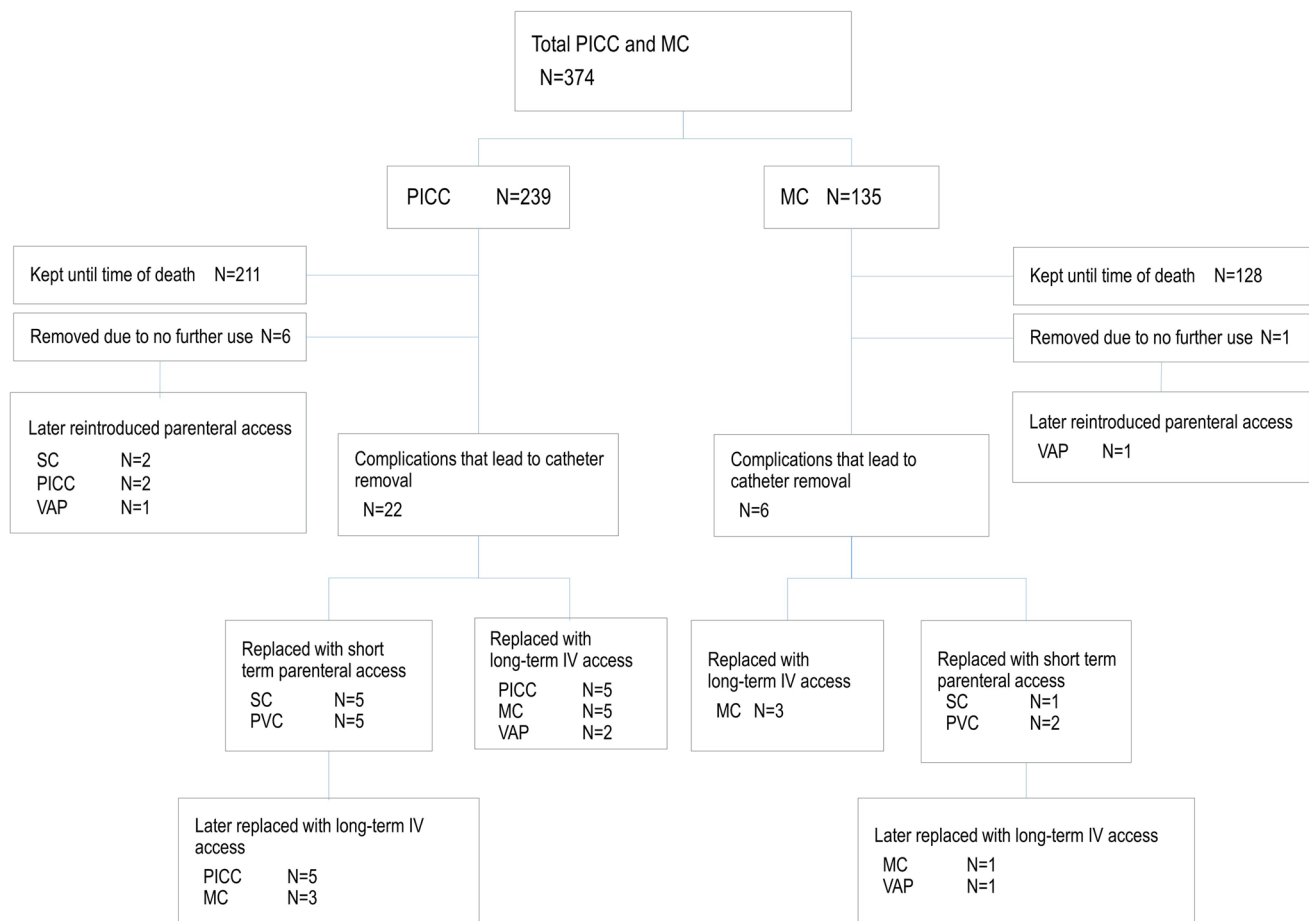 Total PICC and MC
N=374
PICC N=239
MC N=135
Kept until time of death N=211
Removed due to no further use N=6
Later reintroduced parenteral access
SC N=2
PICC N=2
VAP N=1
Kept until time of death N=128
Removed due to no further use N=1
Later reintroduced parenteral access
VAP N=1
Complications that lead to catheter
removal
N=22
Complications that lead to
catheter removal
N=6
Replaced with short
term parenteral access
SC N=5
PVC N=5
Replaced with
long-term IV access
PICC N=5
MC N=5
VAP N=2
Replaced with
long-term IV access
MC N=3
Replaced with short term
parenteral access
SC N=1
PVC N=2
Later replaced with long-term IV
access
PICC N=5
MC N=3
Later replaced with long-term IV access
MC N=1
VAP N=1